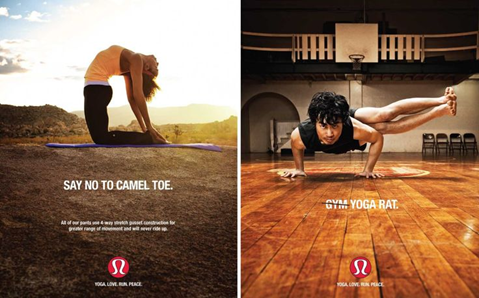 SAY NO TO CAMEL TOE.
All of our pants use 4-way stretch gusset construction for
greater range of movement and will never ride up.
YOGA. LOVE. RUN. PEACE.
GYM YOGA RAT.
YOGA. LOVE. RUN. PEACE.